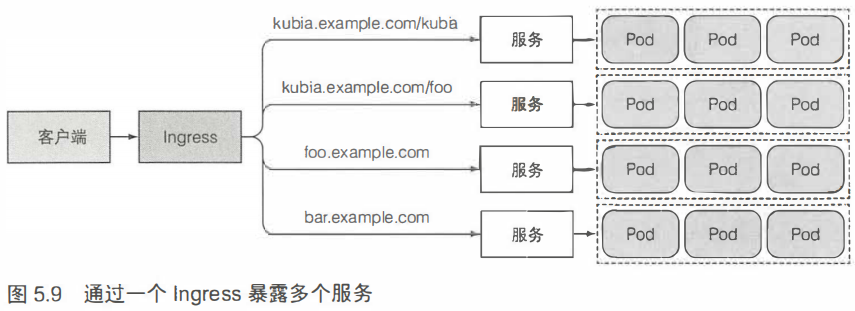 kubia.example.com/kubia
服务
Pod
Pod
Pod
kubia.example.com/foo
服务
Pod
Pod
Pod
客户端
Ingress
foo.example.com
服务
Pod
Pod
Pod
bar.example.com
服务
Pod
Pod
Pod
图 5.9 通过一个 Ingress 暴露多个服务